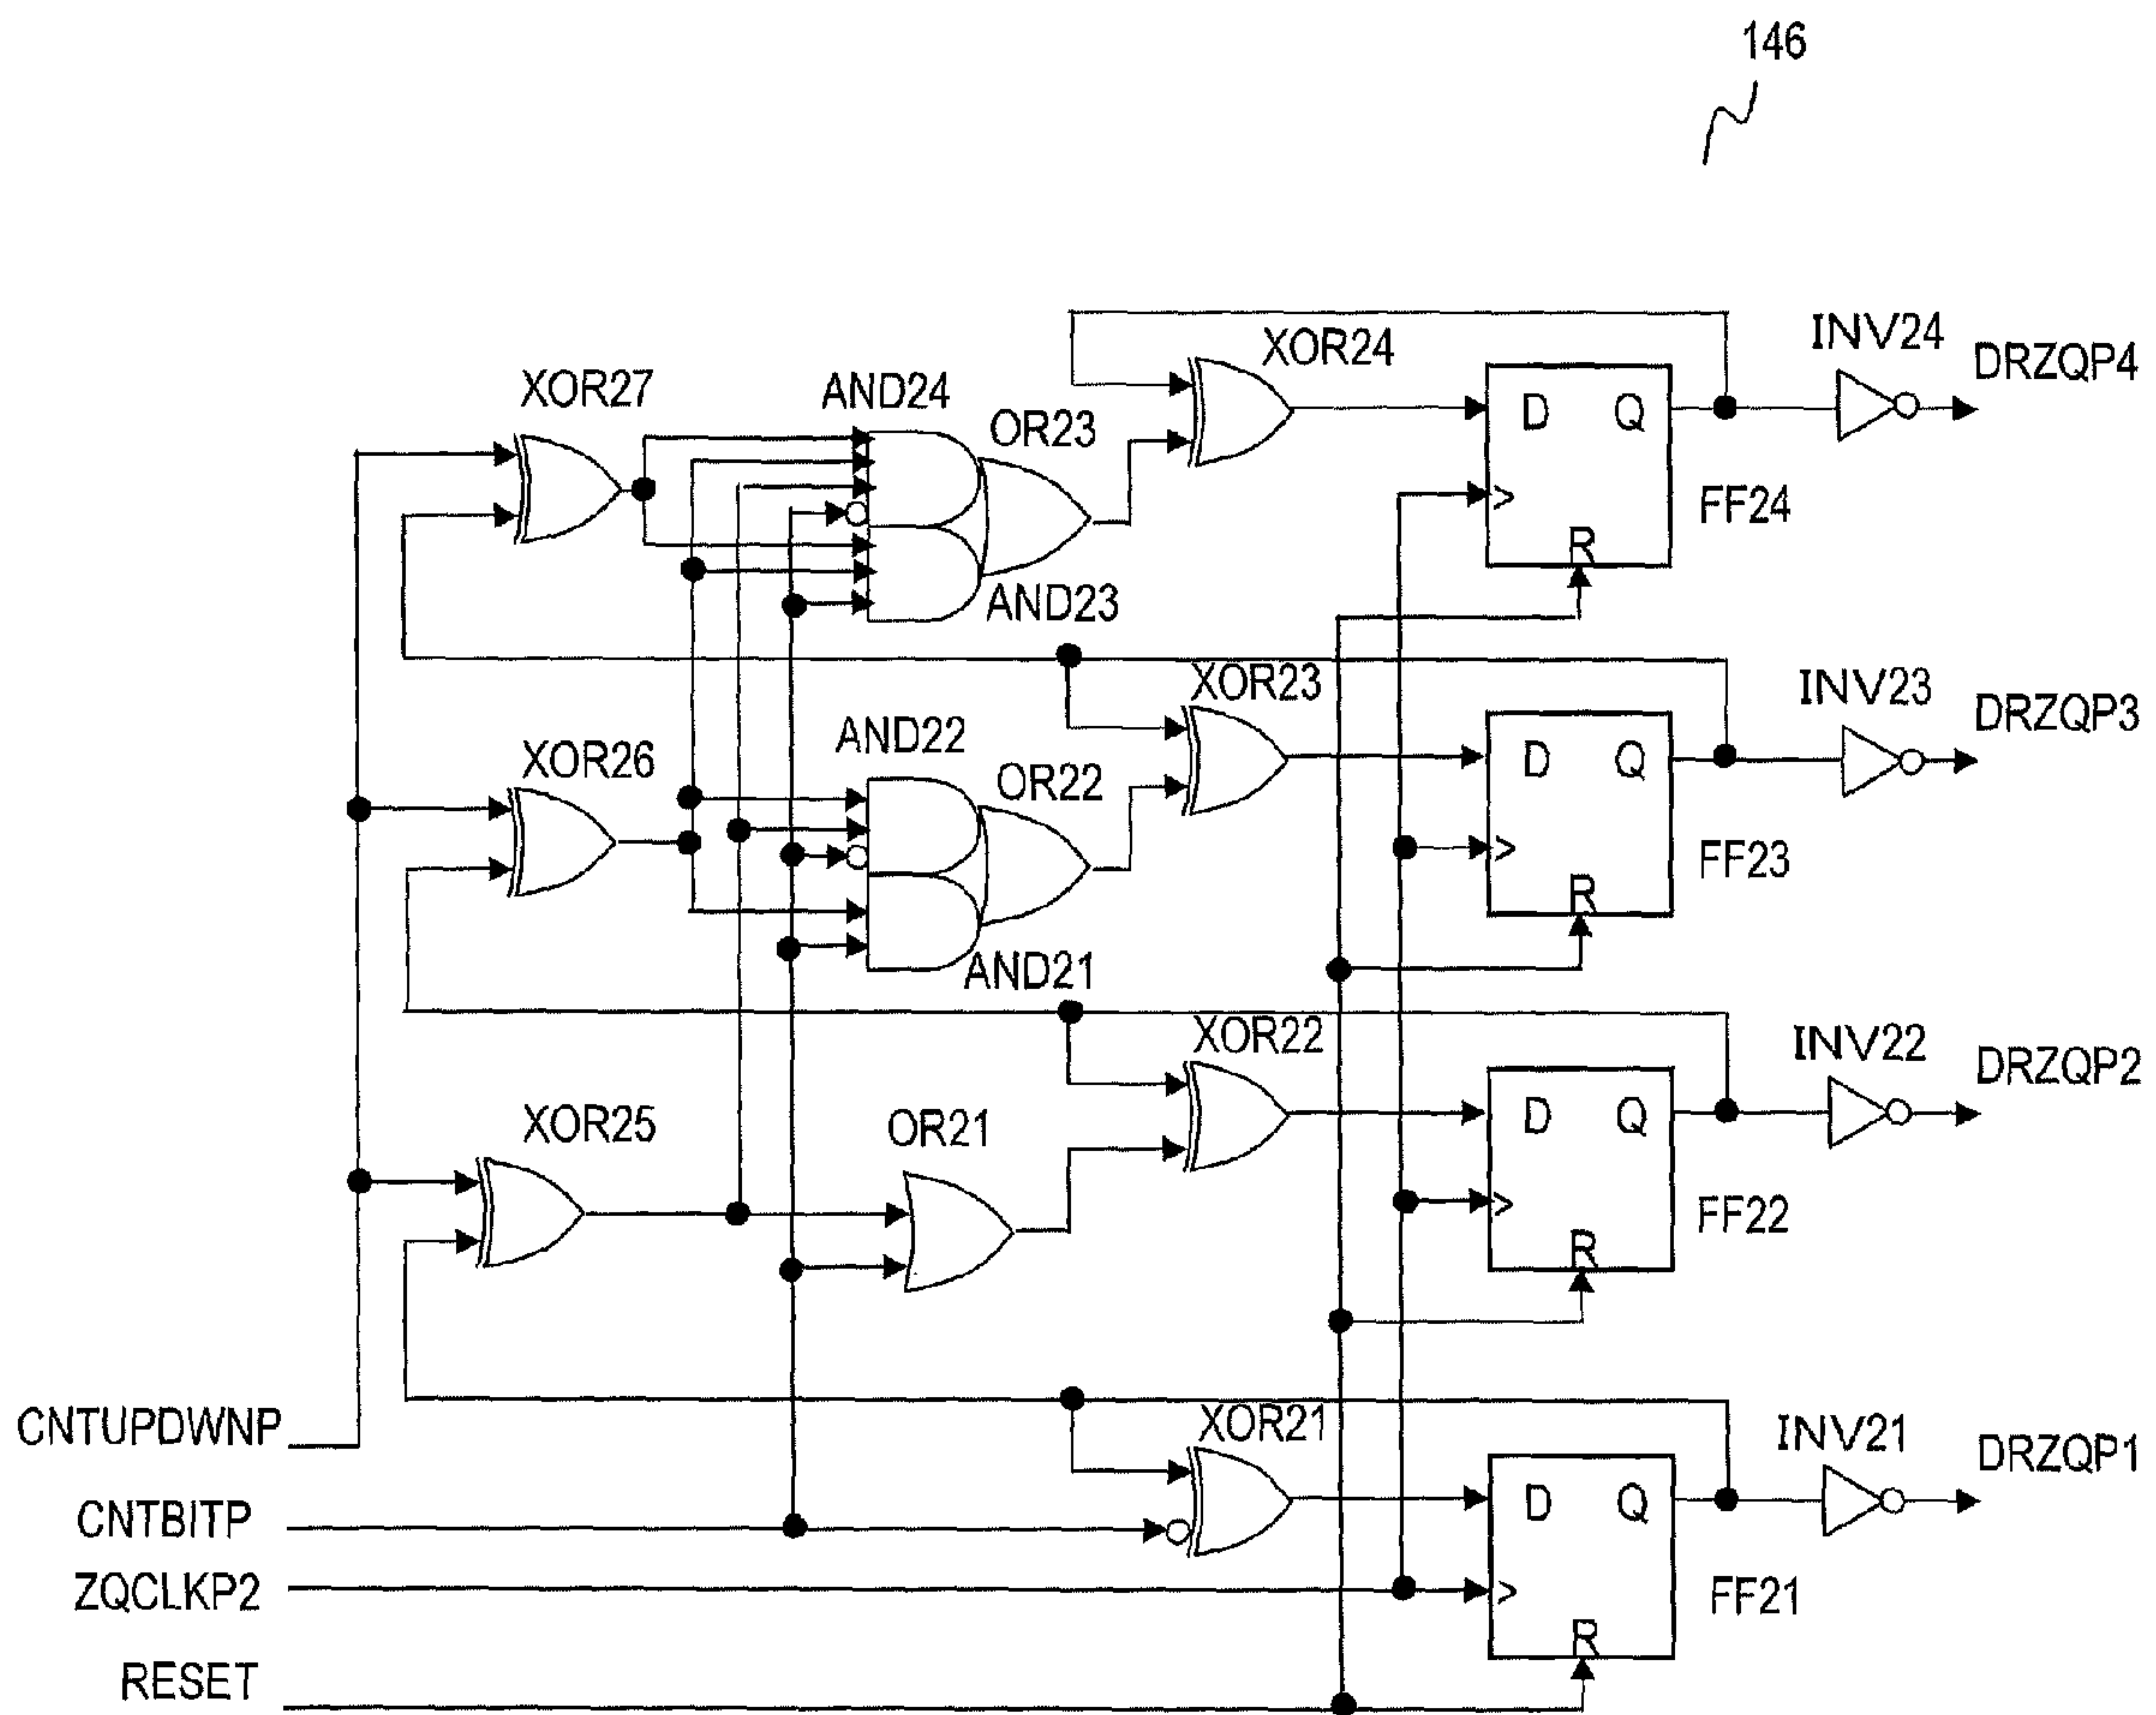 146
XOR27
AND24
OR23
XOR24
INV24
DRZQP4
D Q
FF24
R
AND23
XOR26
AND22
OR22
XOR23
INV23
DRZQP3
D Q
FF23
R
AND21
XOR25
OR21
XOR22
INV22
DRZQP2
D Q
FF22
R
CNTUPDWNP
XOR21
INV21
DRZQP1
D Q
CNTBITP
ZQCLKP2
FF21
R
RESET